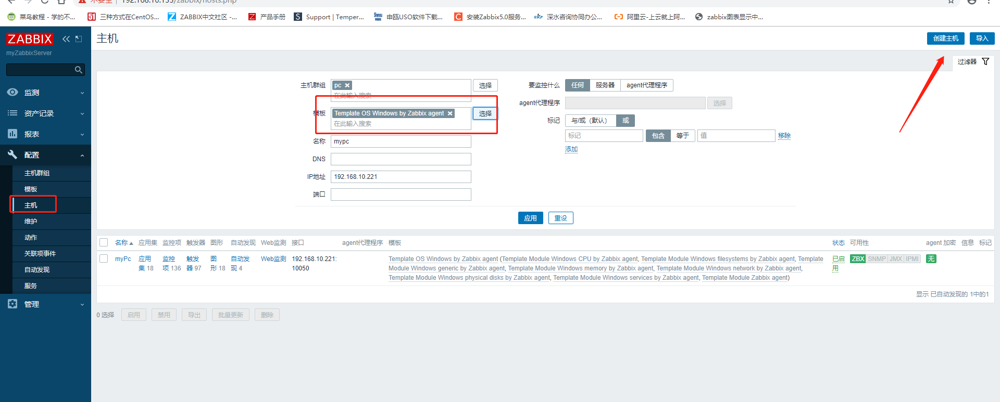 不安全 | 192.168.10.135/zabbix/hosts.php
菜鸟教程 - 学的不... 三种方式在CentOS... ZABBIX中文社区 -... 产品手册 Support | Temper... 申瓯USO软件下载... 安装Zabbix5.0服务... 深水咨询协同办公... 阿里云-上云就上阿... zabbix图表显示中...
ZABBIX
myZabbixServer
监测
资产记录
报表
配置
主机群组
模板
主机
维护
动作
关联项事件
自动发现
服务
管理
主机
创建主机 导入
过滤器
主机群组 pc 选择
在此输入搜索
模板 Template OS Windows by Zabbix agent 选择
在此输入搜索
名称 mypc
DNS
IP地址 192.168.10.221
端口
要监控什么 任何 服务器 agent代理程序
agent代理程序 选择
标记 与/或（默认） 或
标记 包含 等于 值 移除
添加
应用 重设
名称 应用集 监控项 触发器 图形 自动发现 Web监测 接口 agent代理程序 模板 状态 可用性 agent 加密 信息 标记
myPc 应用集 18 监控项 136 触发器 97 图形 18 自动发现 4 Web监测 192.168.10.221:10050
Template OS Windows by Zabbix agent (Template Module Windows CPU by Zabbix agent, Template Module Windows filesystems by Zabbix agent, Template
Module Windows generic by Zabbix agent, Template Module Windows memory by Zabbix agent, Template Module Windows network by Zabbix agent,
Template Module Windows physical disks by Zabbix agent, Template Module Windows services by Zabbix agent, Template Module Zabbix agent)
已启用 ZBX SNMP JMX IPMI 无
显示 已自动发现的 1中的1
0 选择 启用 禁用 导出 批量更新 删除